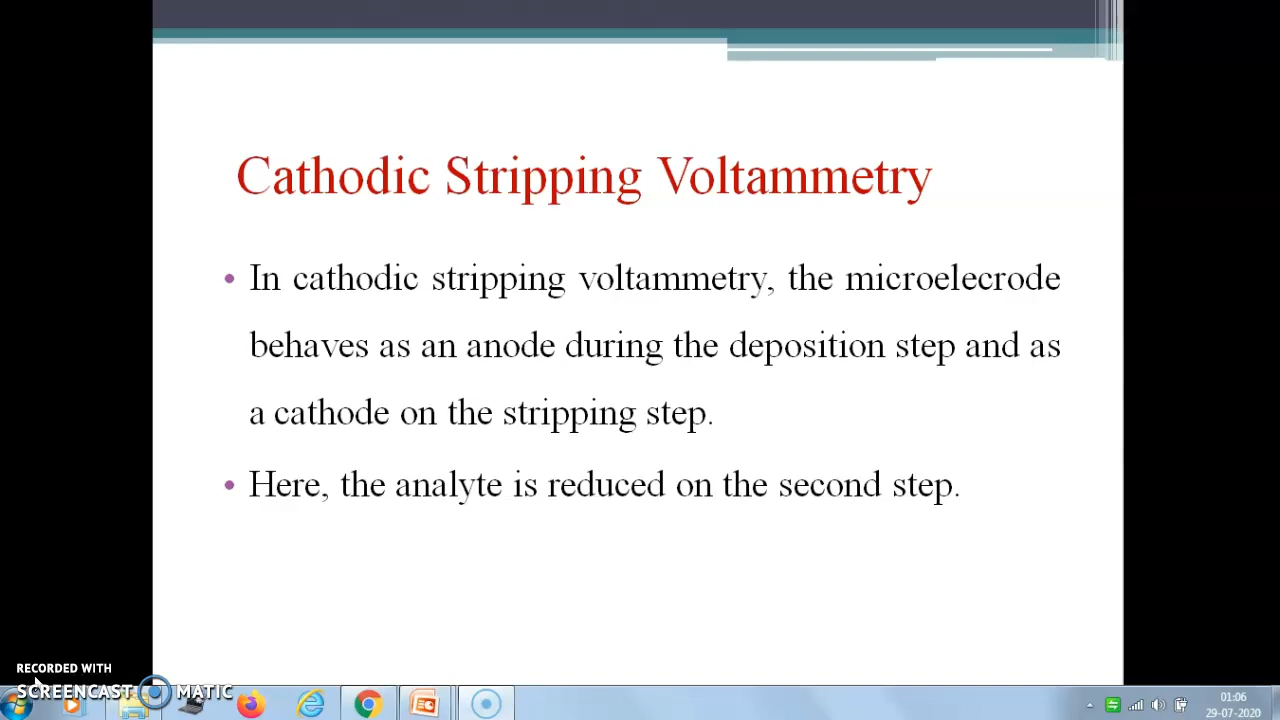 Cathodic Stripping Voltammetry
• In cathodic stripping voltammetry, the microelecrode
behaves as an anode during the deposition step and as
a cathode on the stripping step.
• Here, the analyte is reduced on the second step.
RECORDED WITH
SCREENCAST MATIC
01:06
29-07-2020